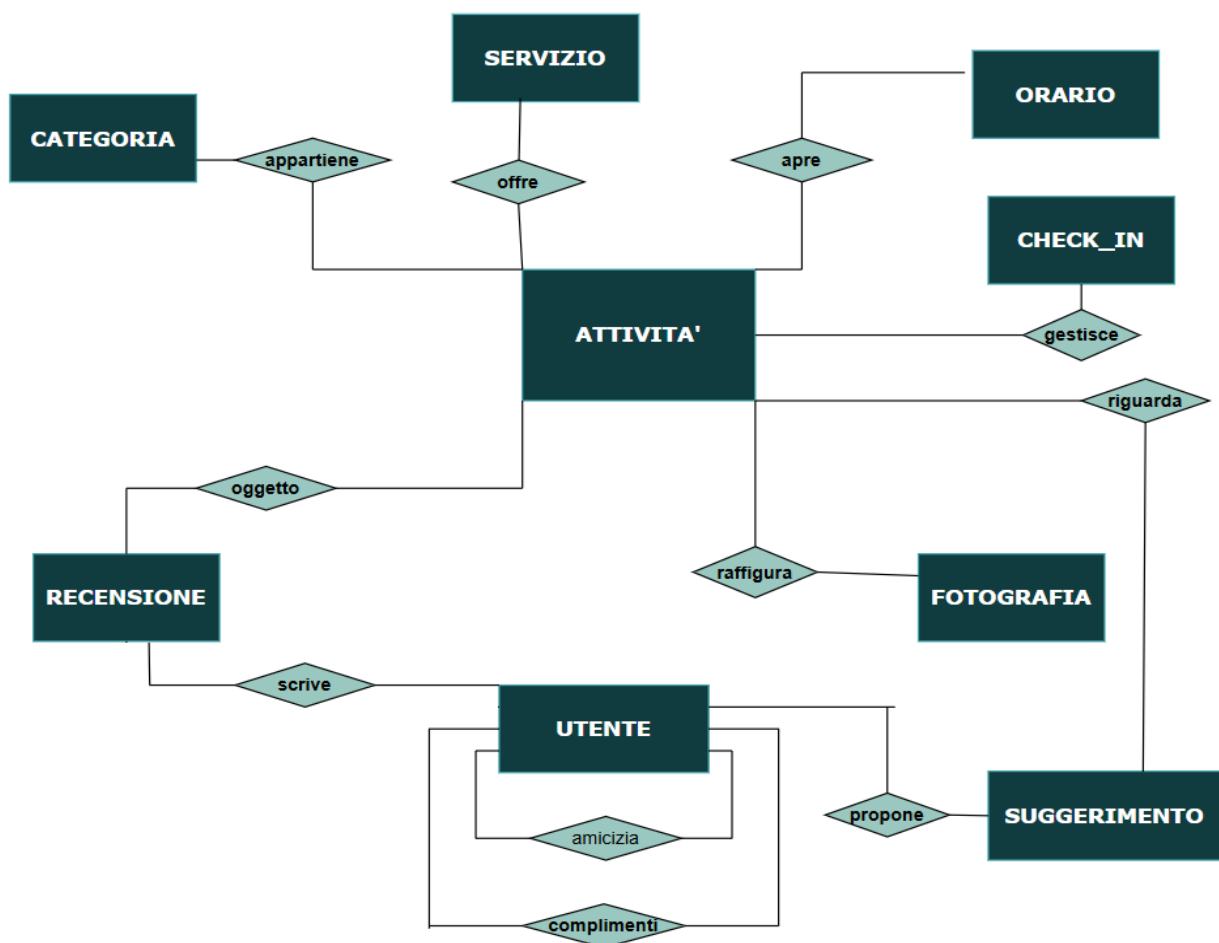 SERVIZIO
ORARIO
CATEGORIA
appartiene
offre
apre
CHECK_IN
ATTIVITA'
gestisce
riguarda
oggetto
raffigura
RECENSIONE
FOTOGRAFIA
scrive
UTENTE
amicizia
propone
SUGGERIMENTO
complimenti